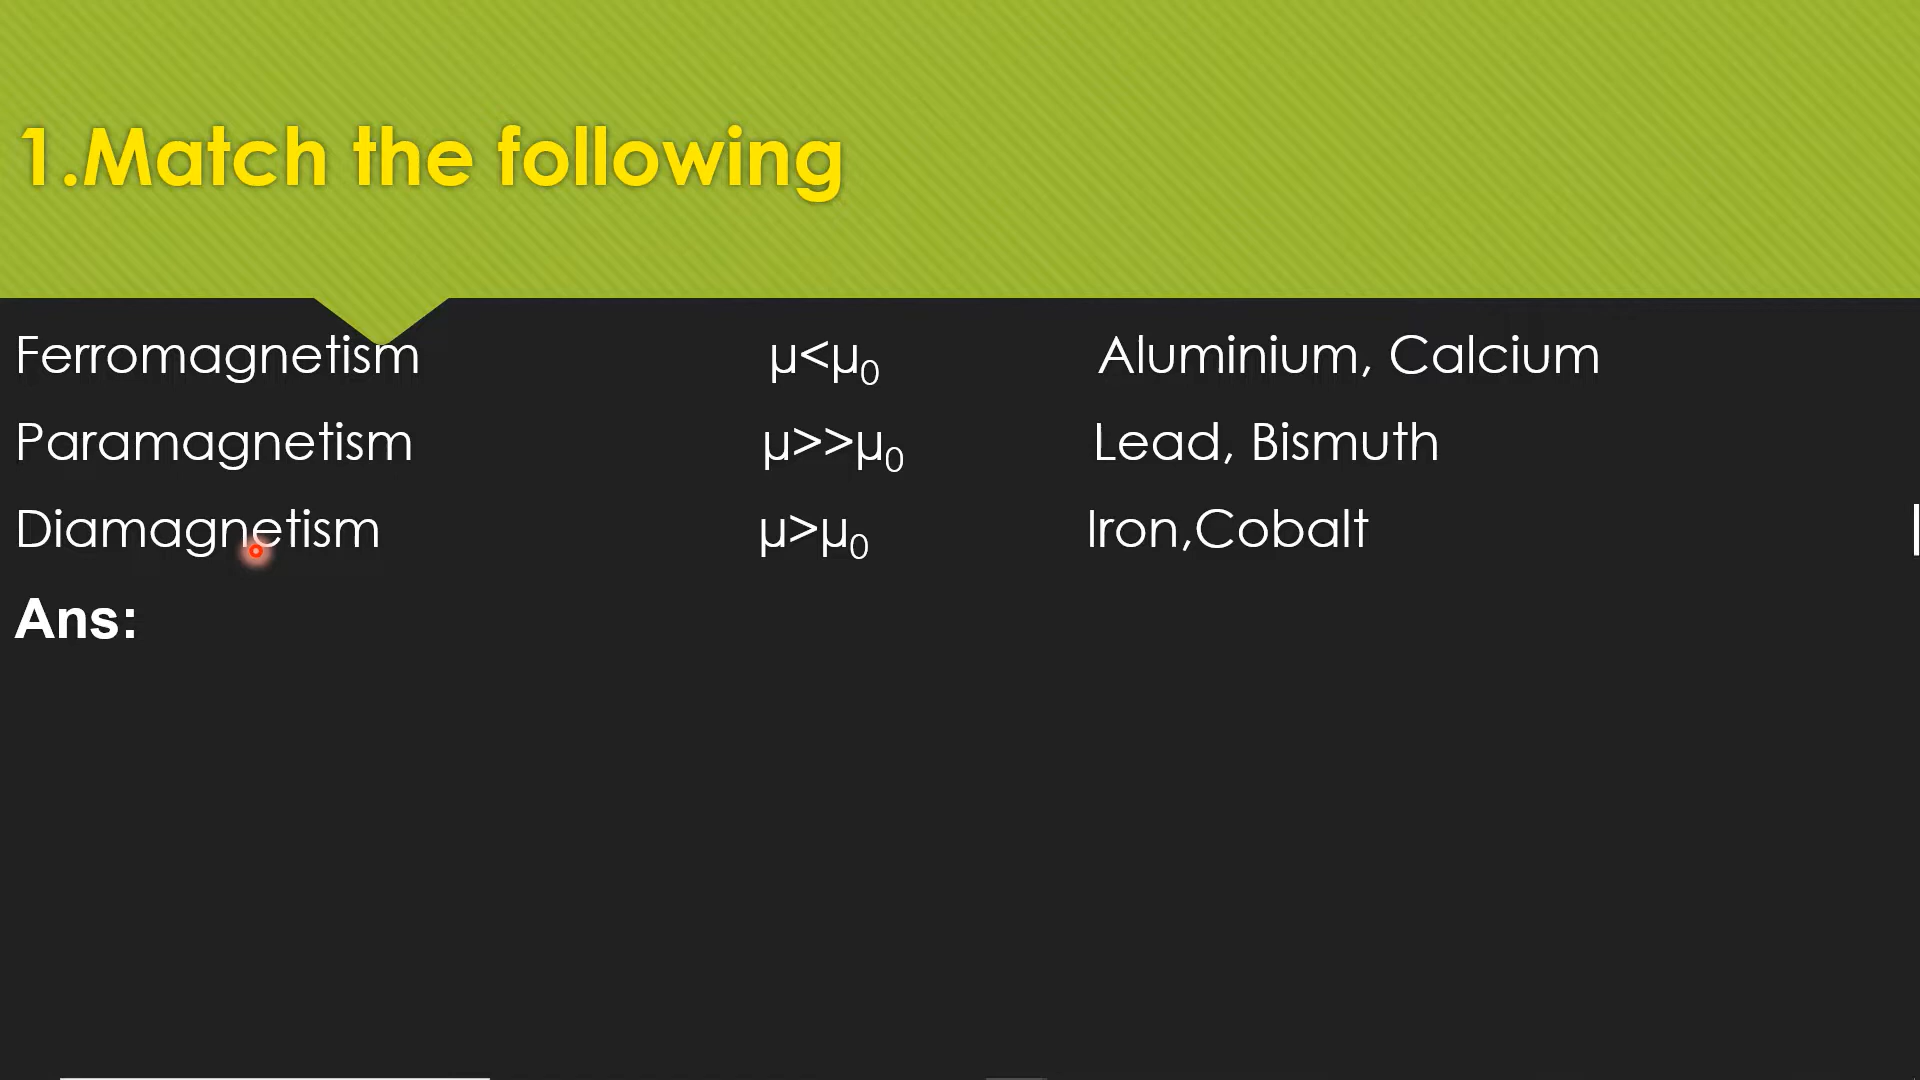 1.Match the following
Ferromagnetism μ<μ₀ Aluminium, Calcium
Paramagnetism μ>>μ₀ Lead, Bismuth
Diamagnetism μ>μ₀ Iron,Cobalt
Ans: